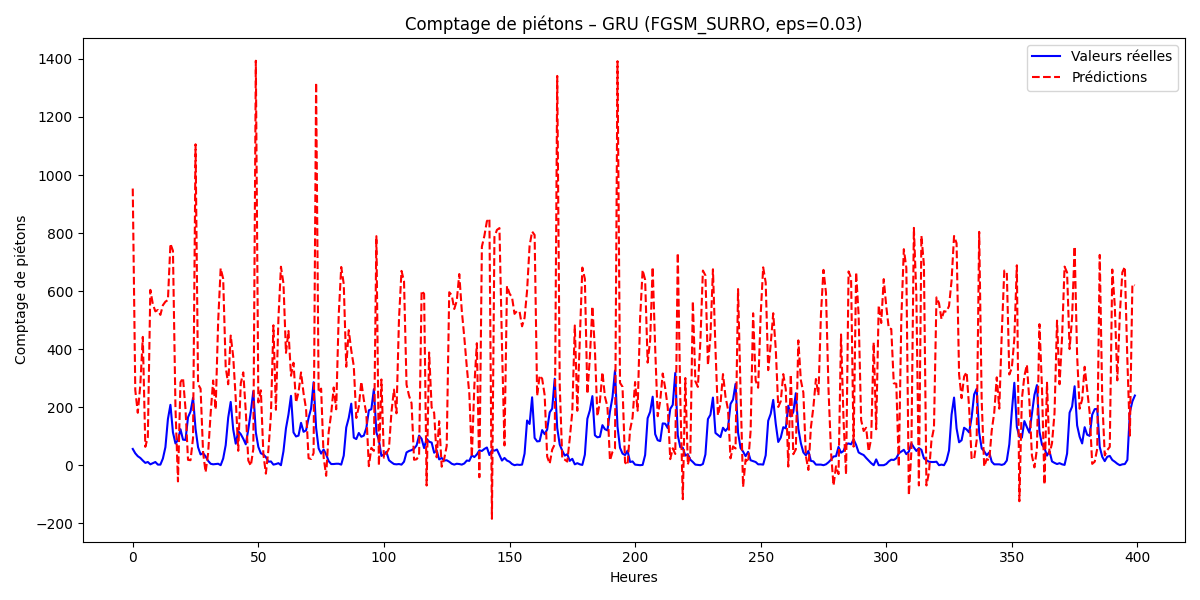 Comptage de piétons – GRU (FGSM_SURRO, eps=0.03)
Valeurs réelles
Prédictions
Comptage de piétons
1400
1200
1000
800
600
400
200
0
−200
0 50 100 150 200 250 300 350 400
Heures